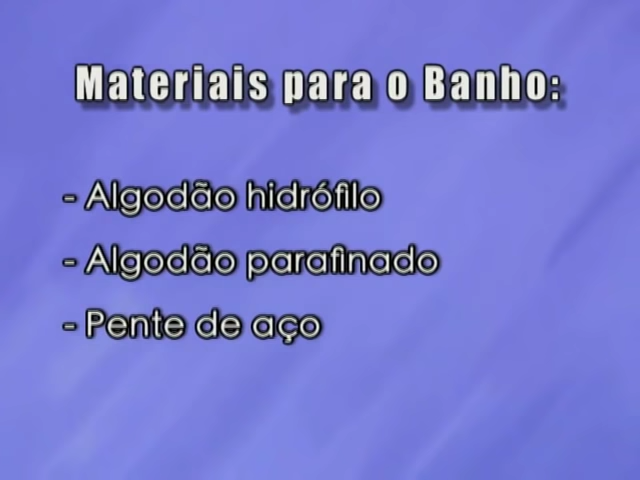 Materiais para o Banho:
- Algodão hidrófilo
- Algodão parafinado
- Pente de aço